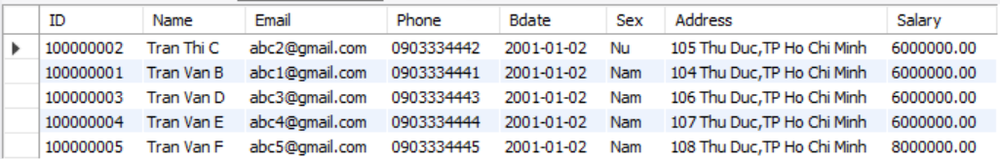 ID Name Email Phone Bdate Sex Address Salary
100000002 Tran Thi C abc2@gmail.com 0903334442 2001-01-02 Nu 105 Thu Duc,TP Ho Chi Minh 6000000.00
100000001 Tran Van B abc1@gmail.com 0903334441 2001-01-02 Nam 104 Thu Duc,TP Ho Chi Minh 6000000.00
100000003 Tran Van D abc3@gmail.com 0903334443 2001-01-02 Nam 106 Thu Duc,TP Ho Chi Minh 6000000.00
100000004 Tran Van E abc4@gmail.com 0903334444 2001-01-02 Nam 107 Thu Duc,TP Ho Chi Minh 6000000.00
100000005 Tran Van F abc5@gmail.com 0903334445 2001-01-02 Nam 108 Thu Duc,TP Ho Chi Minh 8000000.00